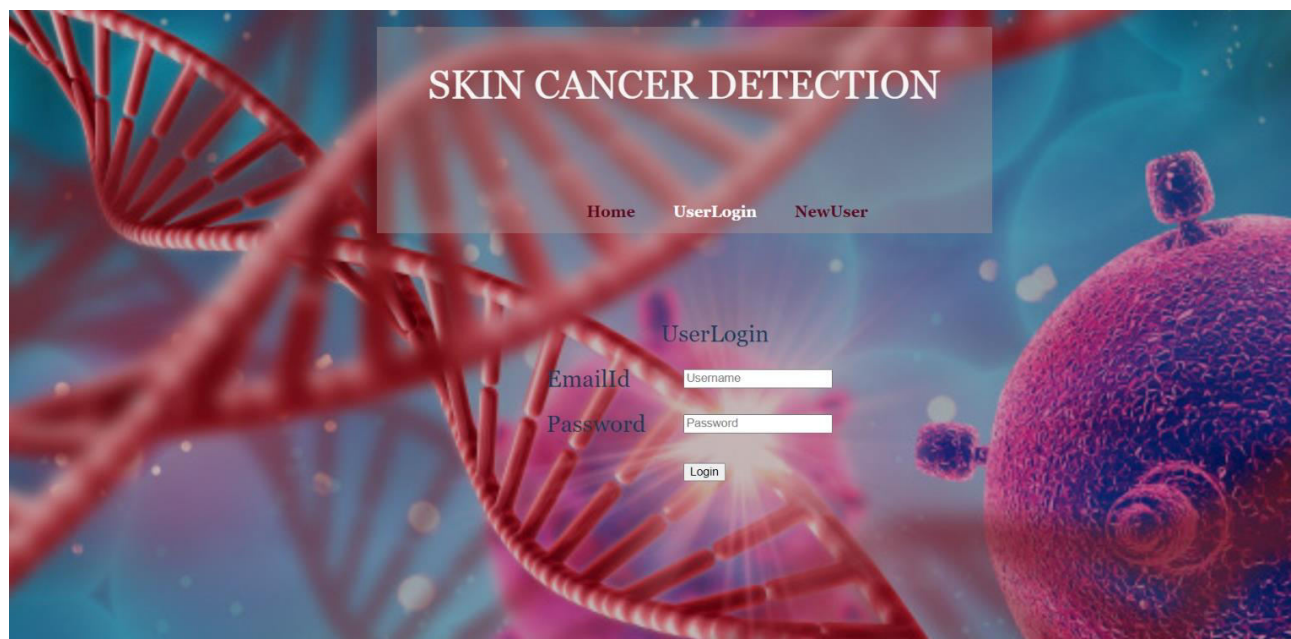 SKIN CANCER DETECTION
Home UserLogin NewUser
UserLogin
EmailId Username
Password Password
Login